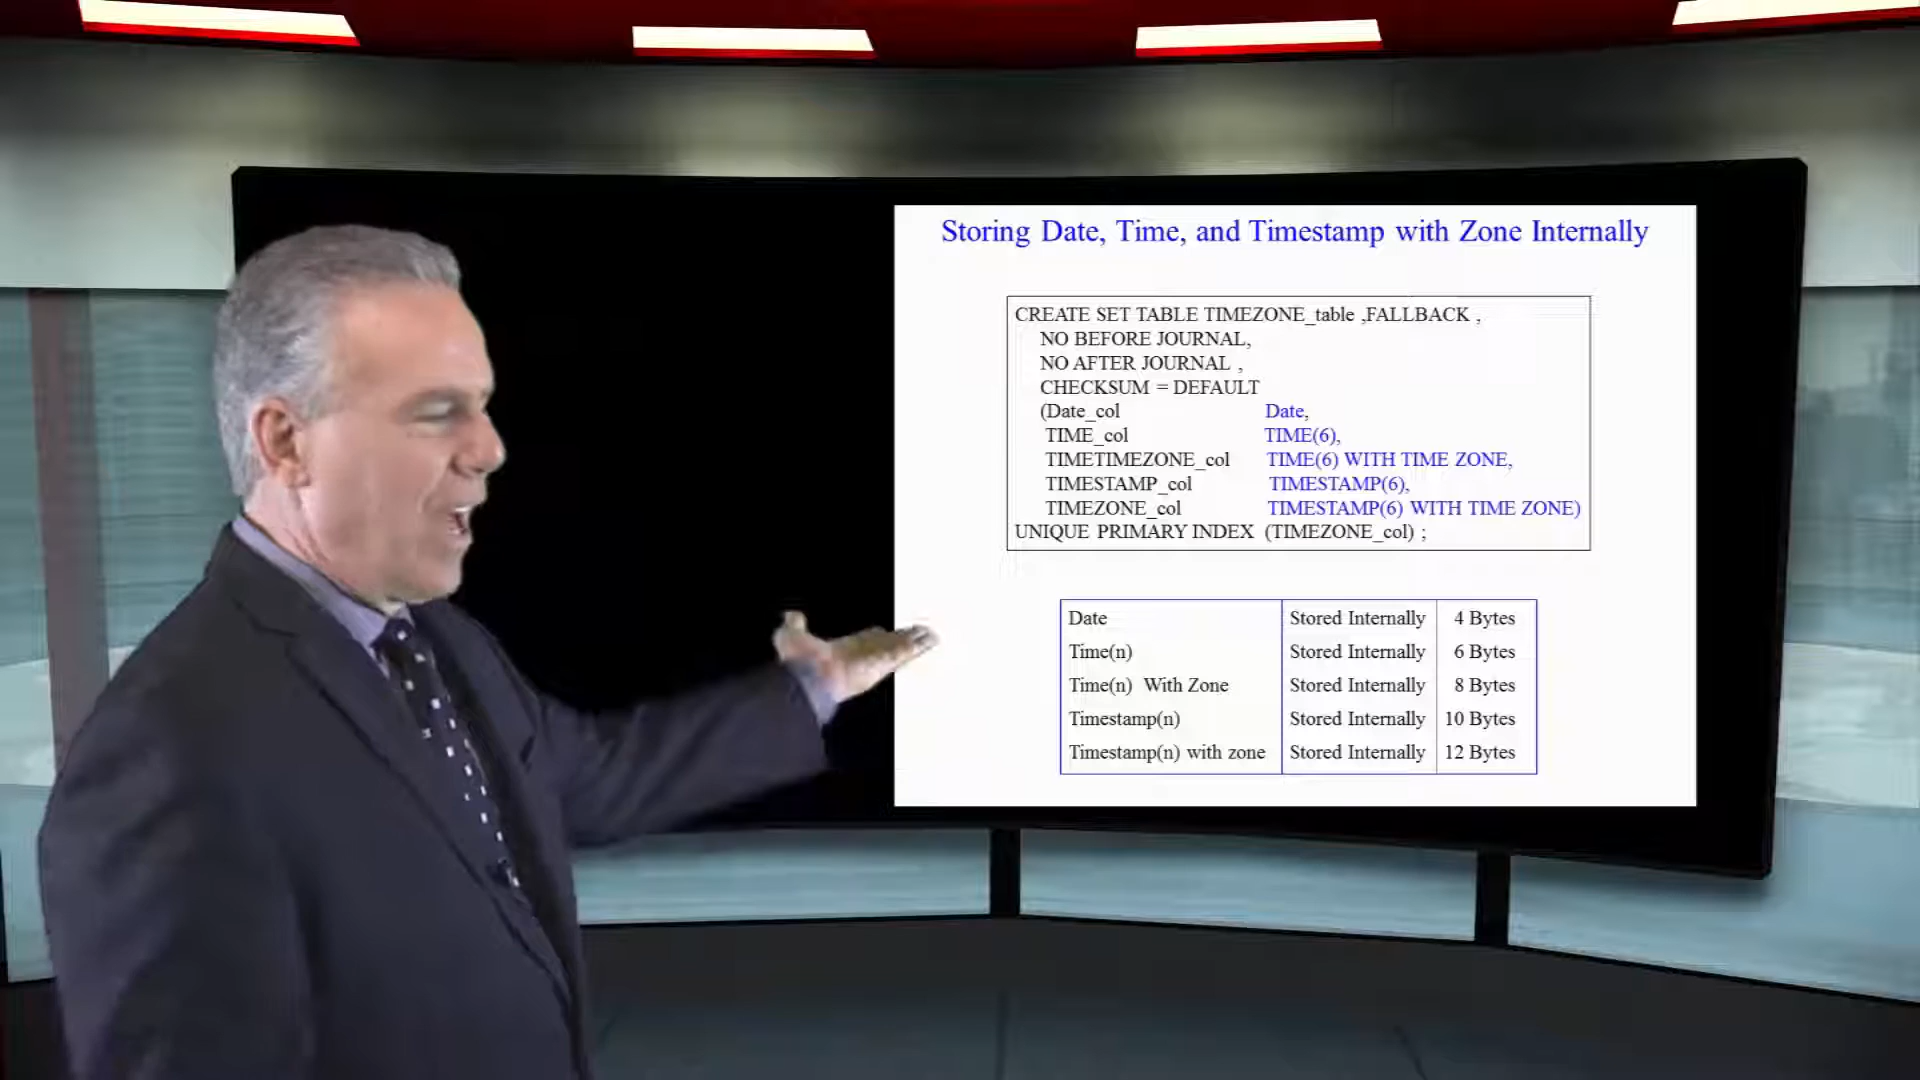 Storing Date, Time, and Timestamp with Zone Internally
CREATE SET TABLE TIMEZONE_table ,FALLBACK ,
NO BEFORE JOURNAL,
NO AFTER JOURNAL ,
CHECKSUM = DEFAULT
(Date_col Date,
TIME_col TIME(6),
TIMETIMEZONE_col TIME(6) WITH TIME ZONE,
TIMESTAMP_col TIMESTAMP(6),
TIMEZONE_col TIMESTAMP(6) WITH TIME ZONE)
UNIQUE PRIMARY INDEX (TIMEZONE_col) ;
Date Stored Internally 4 Bytes
Time(n) Stored Internally 6 Bytes
Time(n) With Zone Stored Internally 8 Bytes
Timestamp(n) Stored Internally 10 Bytes
Timestamp(n) with zone Stored Internally 12 Bytes